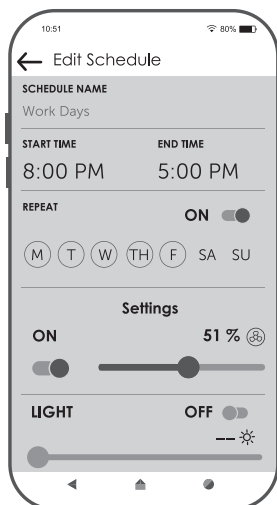 10:51 80%
Edit Schedule
SCHEDULE NAME
Work Days
START TIME END TIME
8:00 PM 5:00 PM
REPEAT ON
M T W TH F SA SU
Settings
ON 51 %
LIGHT OFF
--